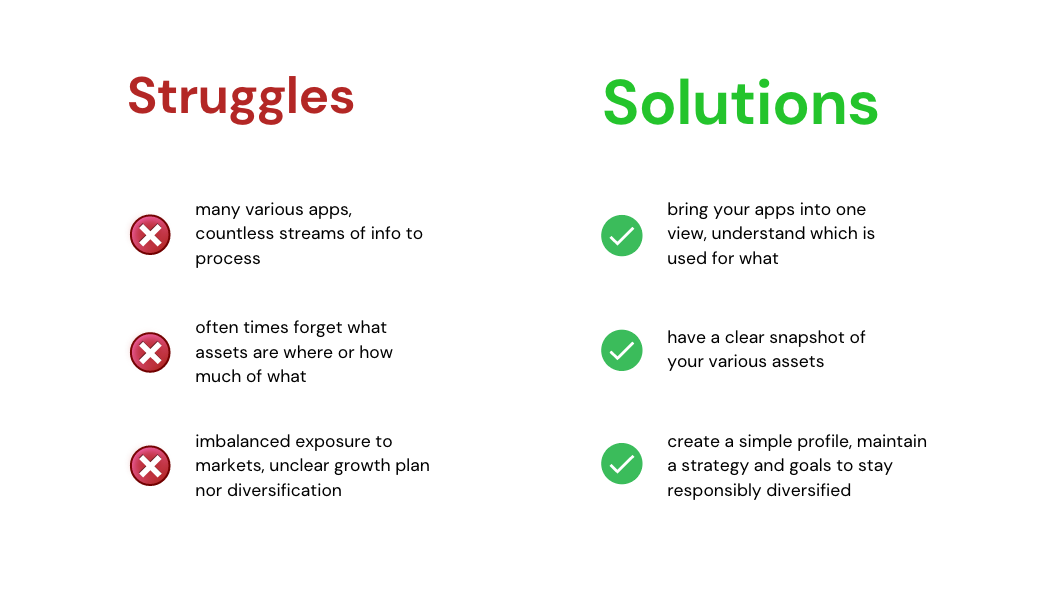 Struggles
many various apps,
countless streams of info to
process
often times forget what
assets are where or how
much of what
imbalanced exposure to
markets, unclear growth plan
nor diversification
Solutions
bring your apps into one
view, understand which is
used for what
have a clear snapshot of
your various assets
create a simple profile, maintain
a strategy and goals to stay
responsibly diversified